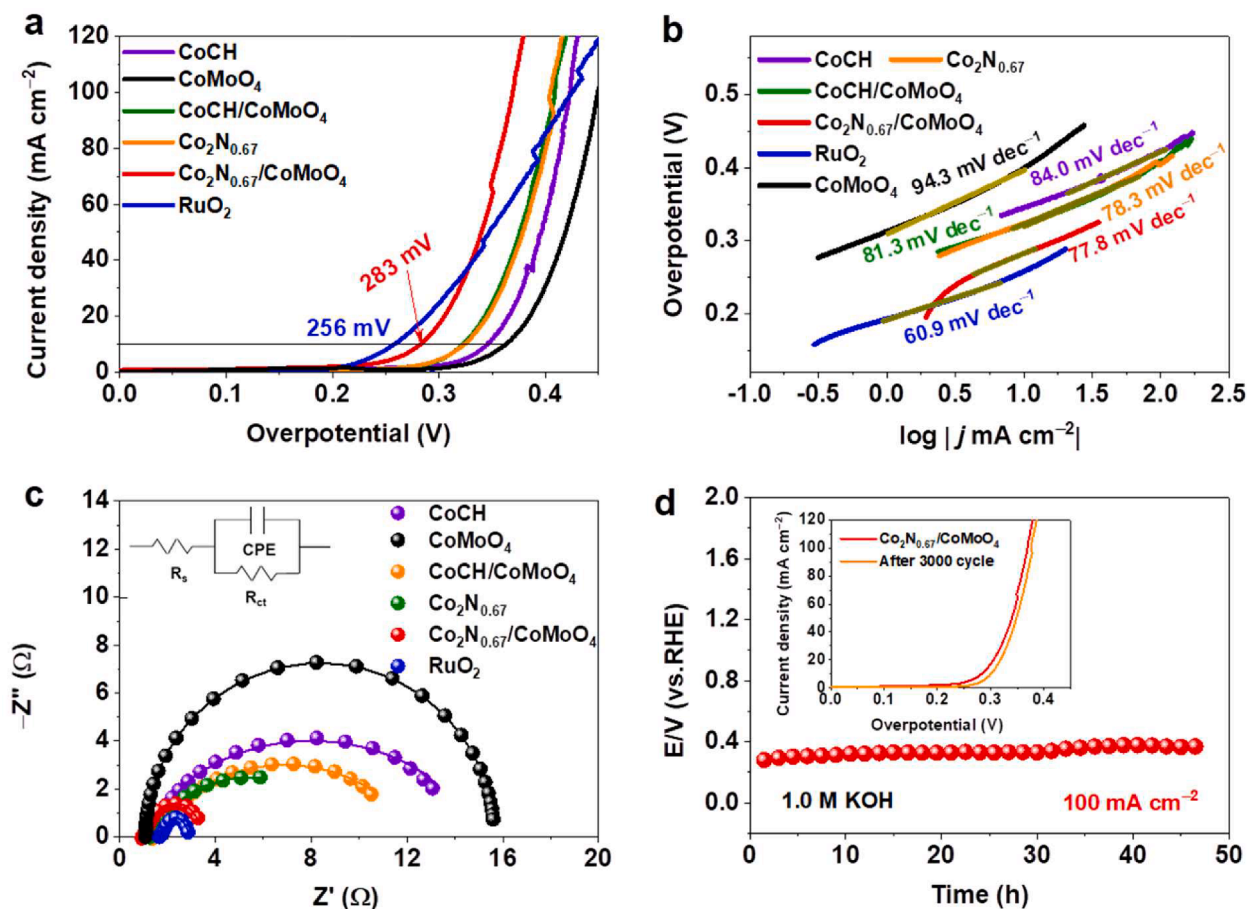 a
Current density (mA cm⁻²)
120
100
80
60
40
20
0
CoCH
CoMoO₄
CoCH/CoMoO₄
Co₂N₀.₆₇
Co₂N₀.₆₇/CoMoO₄
RuO₂
283 mV
256 mV
0.0 0.1 0.2 0.3 0.4
Overpotential (V)
b
Overpotential (V)
0.5
0.4
0.3
0.2
CoCH Co₂N₀.₆₇
CoCH/CoMoO₄
Co₂N₀.₆₇/CoMoO₄
RuO₂
CoMoO₄
94.3 mV dec⁻¹
84.0 mV dec⁻¹
81.3 mV dec⁻¹
78.3 mV dec⁻¹
77.8 mV dec⁻¹
60.9 mV dec⁻¹
-1.0 -0.5 0.0 0.5 1.0 1.5 2.0 2.5
log | j mA cm⁻²|
c
−Z'' (Ω)
14
12
10
8
6
4
2
0
CPE
Rₛ
R_ct
CoCH
CoMoO₄
CoCH/CoMoO₄
Co₂N₀.₆₇
Co₂N₀.₆₇/CoMoO₄
RuO₂
0 4 8 12 16 20
Z' (Ω)
d
E/V (vs.RHE)
2.0
1.6
1.2
0.8
0.4
0.0
Current density (mA cm⁻²)
120
100
80
60
40
20
0
Co₂N₀.₆₇/CoMoO₄
After 3000 cycle
0.0 0.1 0.2 0.3 0.4
Overpotential (V)
1.0 M KOH
100 mA cm⁻²
0 10 20 30 40 50
Time (h)